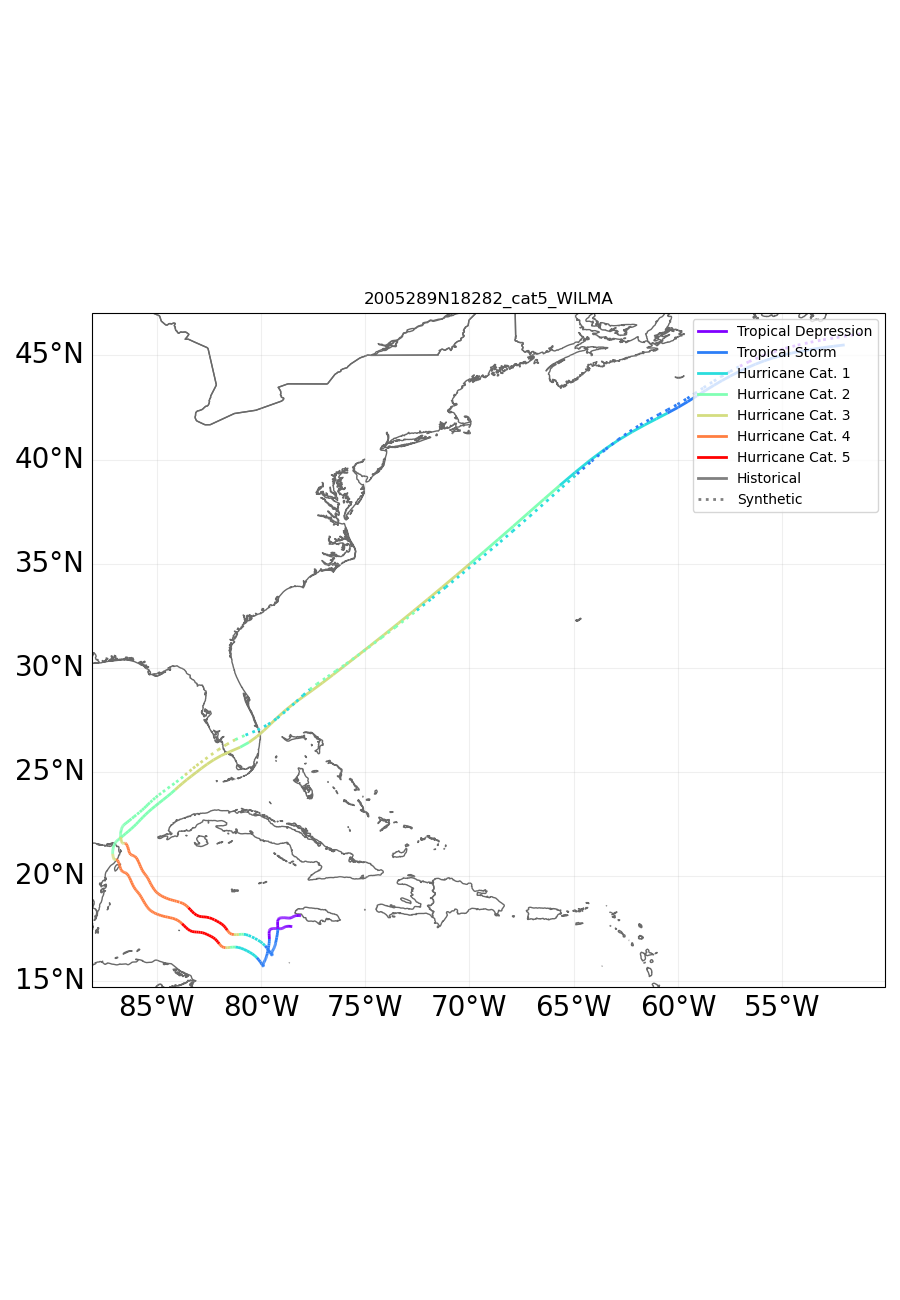 2005289N18282_cat5_WILMA
Tropical Depression
Tropical Storm
Hurricane Cat. 1
Hurricane Cat. 2
Hurricane Cat. 3
Hurricane Cat. 4
Hurricane Cat. 5
Historical
Synthetic
45°N
40°N
35°N
30°N
25°N
20°N
15°N
85°W 80°W 75°W 70°W 65°W 60°W 55°W